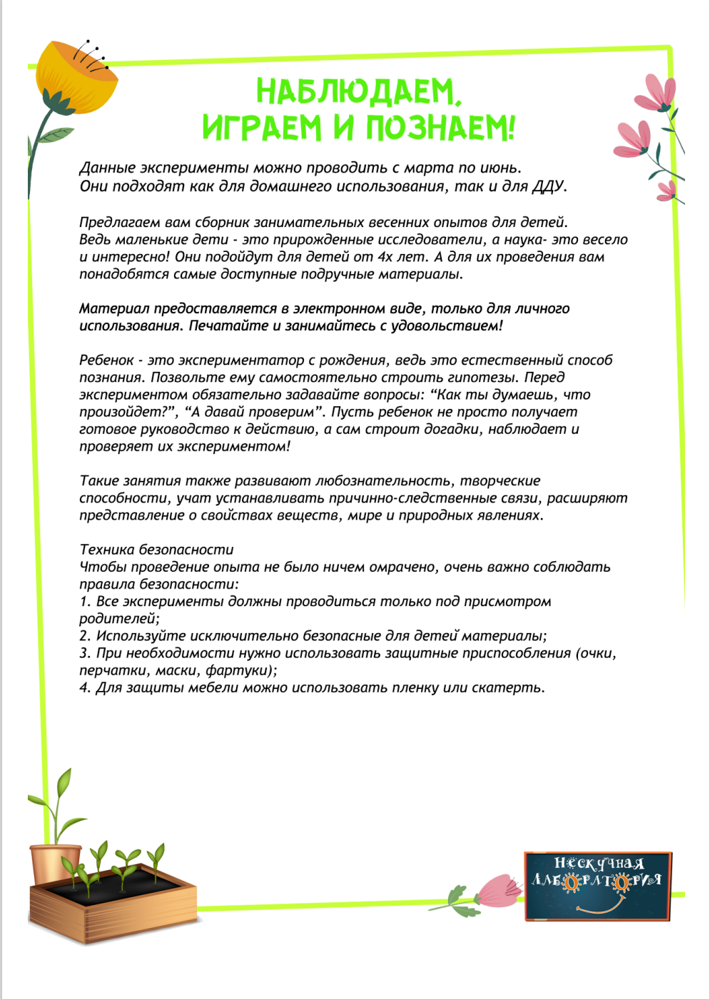 НАБЛЮДАЕМ,
ИГРАЕМ И ПОЗНАЕМ!
Данные эксперименты можно проводить с марта по июнь.
Они подходят как для домашнего использования, так и для ДДУ.
Предлагаем вам сборник занимательных весенних опытов для детей.
Ведь маленькие дети - это прирожденные исследователи, а наука- это весело
и интересно! Они подойдут для детей от 4х лет. А для их проведения вам
понадобятся самые доступные подручные материалы.
Материал предоставляется в электронном виде, только для личного
использования. Печатайте и занимайтесь с удовольствием!
Ребенок - это экспериментатор с рождения, ведь это естественный способ
познания. Позвольте ему самостоятельно строить гипотезы. Перед
экспериментом обязательно задавайте вопросы: “Как ты думаешь, что
произойдет?”, “А давай проверим”. Пусть ребенок не просто получает
готовое руководство к действию, а сам строит догадки, наблюдает и
проверяет их экспериментом!
Такие занятия также развивают любознательность, творческие
способности, учат устанавливать причинно-следственные связи, расширяют
представление о свойствах веществ, мире и природных явлениях.
Техника безопасности
Чтобы проведение опыта не было ничем омрачено, очень важно соблюдать
правила безопасности:
1. Все эксперименты должны проводиться только под присмотром
родителей;
2. Используйте исключительно безопасные для детей материалы;
3. При необходимости нужно использовать защитные приспособления (очки,
перчатки, маски, фартуки);
4. Для защиты мебели можно использовать пленку или скатерть.
НЕСКУЧНАЯ
ЛАБОРАТОРИЯ